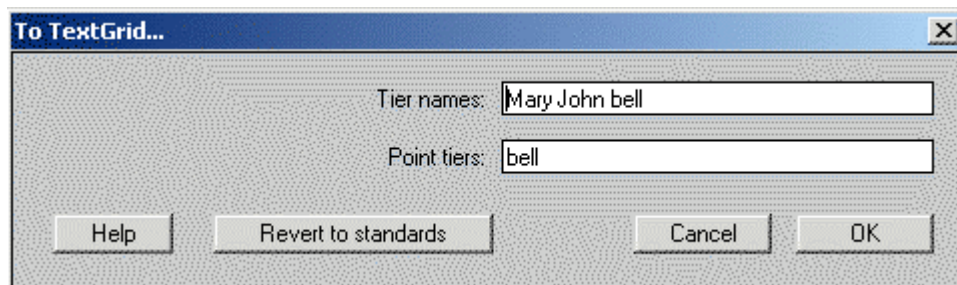 To TextGrid...
Tier names: Mary John bell
Point tiers: bell
Help Revert to standards Cancel OK